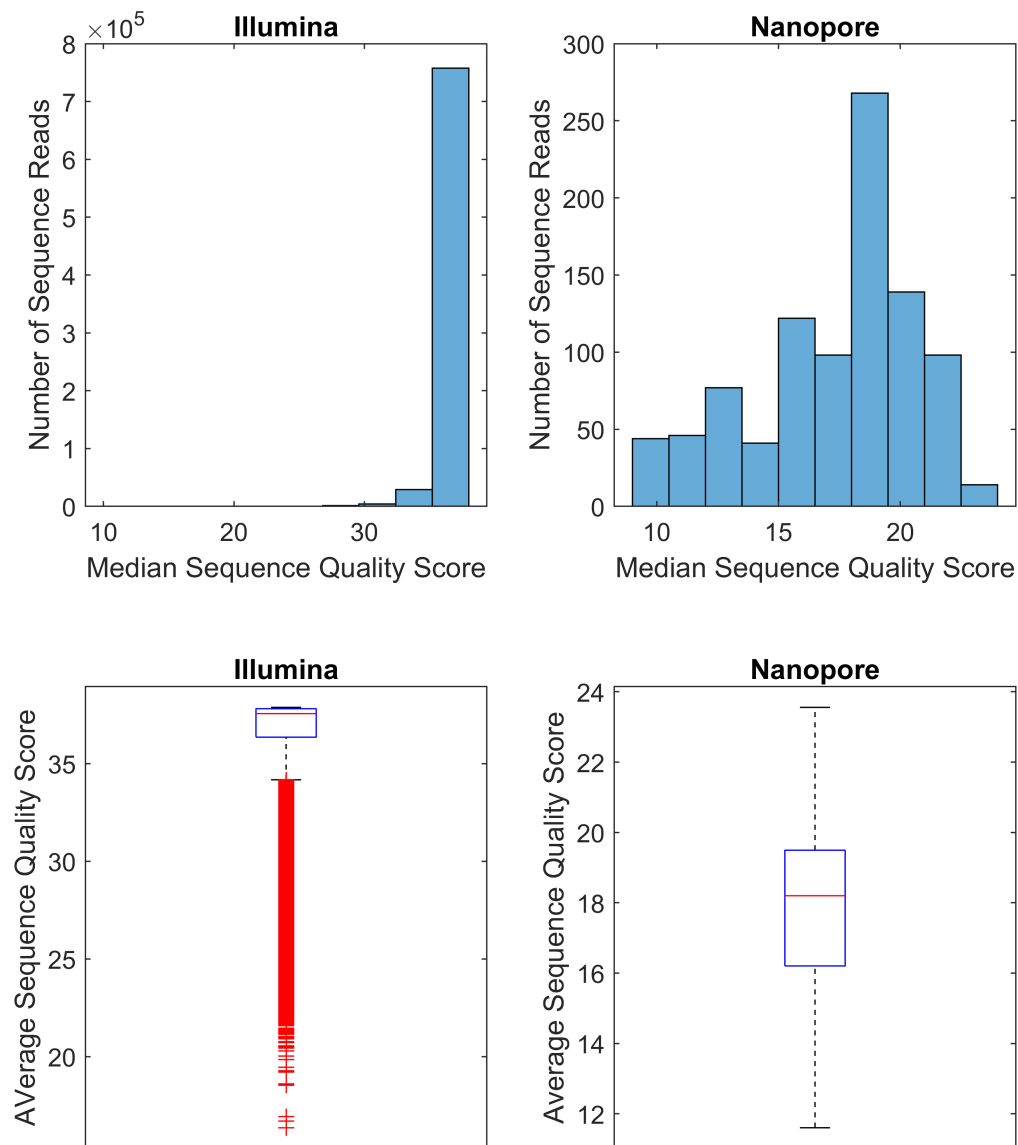 Illumina
×10⁵
8
7
6
5
4
3
2
1
0
Number of Sequence Reads
10 20 30
Median Sequence Quality Score
Nanopore
300
250
200
150
100
50
0
Number of Sequence Reads
10 15 20
Median Sequence Quality Score
Illumina
35
30
25
20
AVerage Sequence Quality Score
Nanopore
24
22
20
18
16
14
12
Average Sequence Quality Score